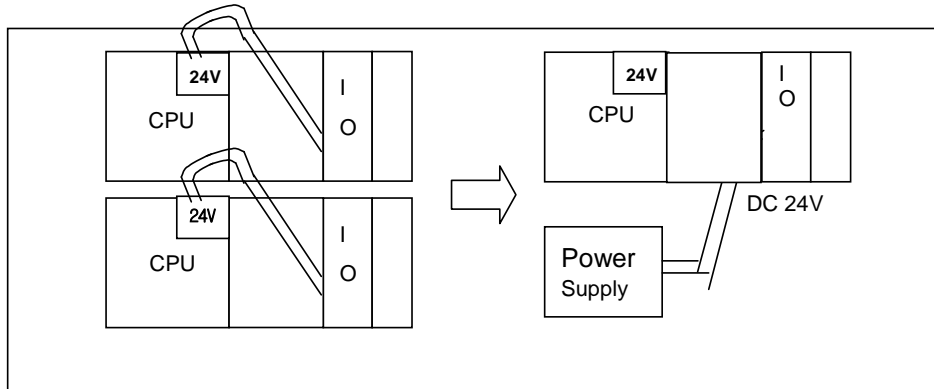 24V
CPU
I
O
24V
CPU
I
O
24V
CPU
I
O
DC 24V
Power
Supply